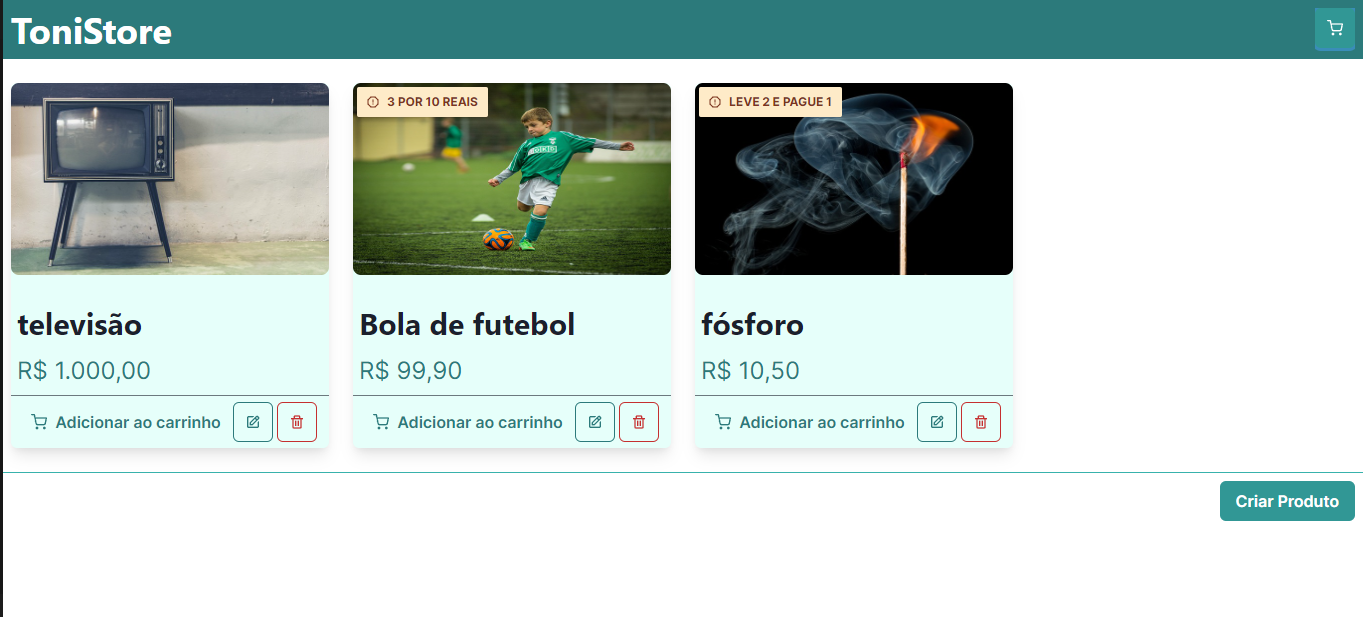 ToniStore
3 POR 10 REAIS
LEVE 2 E PAGUE 1
televisão
Bola de futebol
fósforo
R$ 1.000,00
R$ 99,90
R$ 10,50
Adicionar ao carrinho
Adicionar ao carrinho
Adicionar ao carrinho
Criar Produto